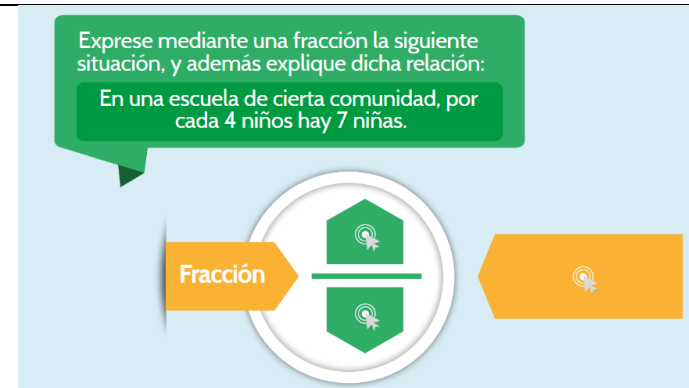 Exprese mediante una fracción la siguiente
situación, y además explique dicha relación:
En una escuela de cierta comunidad, por
cada 4 niños hay 7 niñas.
Fracción